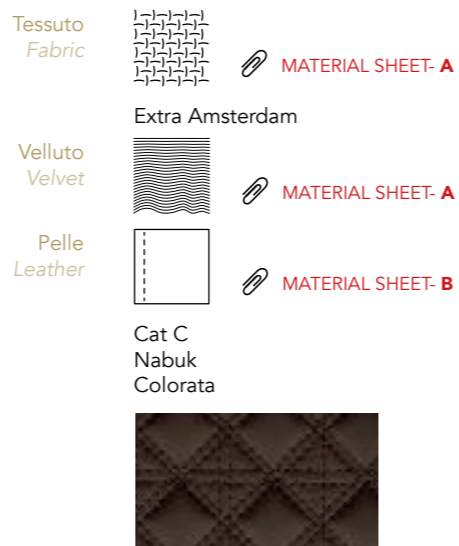 Tessuto
Fabric
MATERIAL SHEET- A
Extra Amsterdam
Velluto
Velvet
MATERIAL SHEET- A
Pelle
Leather
MATERIAL SHEET- B
Cat C
Nabuk
Colorata